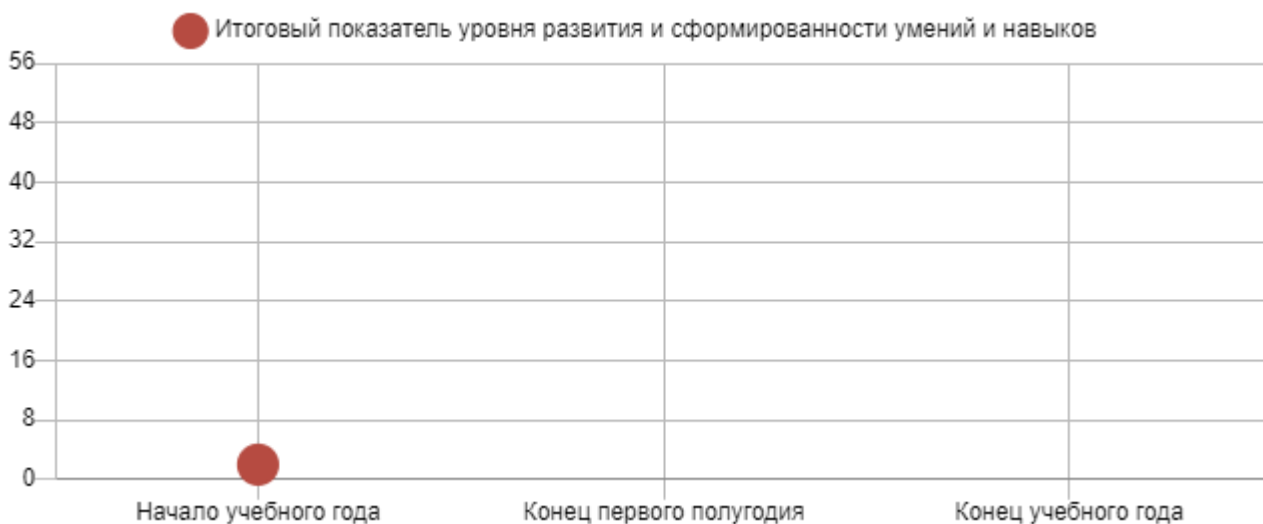 Итоговый показатель уровня развития и сформированности умений и навыков
56
48
40
32
24
16
8
0
Начало учебного года
Конец первого полугодия
Конец учебного года